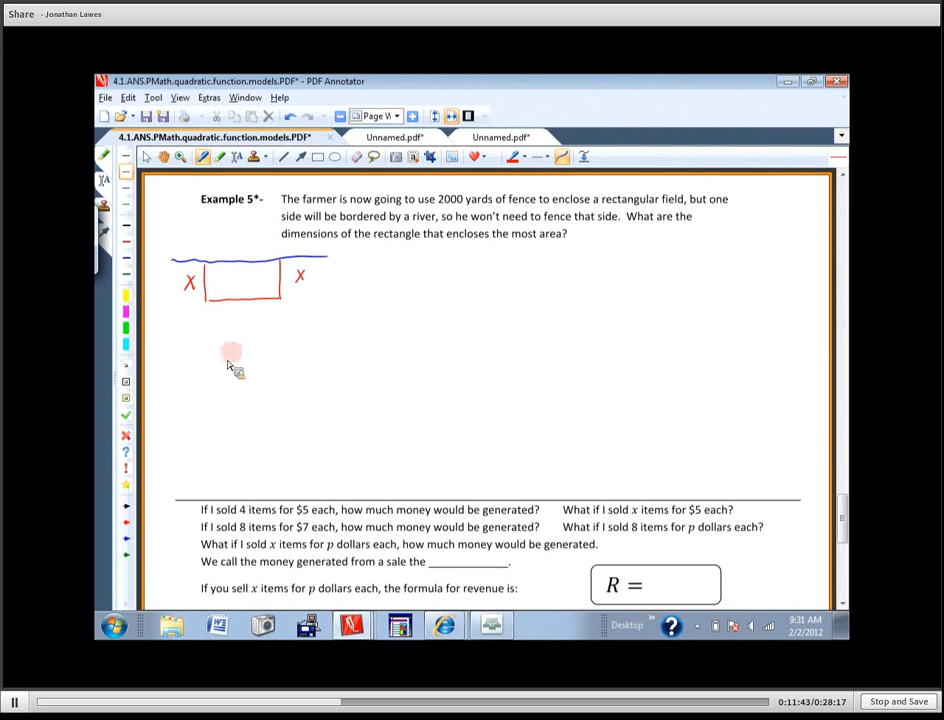 Share - Jonathan Lawes
4.1.ANS.PMath.quadratic.function.models.PDF* - PDF Annotator
File Edit Tool View Extras Window Help
Page W
4.1.ANS.PMath.quadratic.function.models.PDF* Unnamed.pdf* Unnamed.pdf*
Example 5*- The farmer is now going to use 2000 yards of fence to enclose a rectangular field, but one
side will be bordered by a river, so he won't need to fence that side. What are the
dimensions of the rectangle that encloses the most area?
X X
If I sold 4 items for $5 each, how much money would be generated? What if I sold x items for $5 each?
If I sold 8 items for $7 each, how much money would be generated? What if I sold 8 items for p dollars each?
What if I sold x items for p dollars each, how much money would be generated.
We call the money generated from a sale the ____________.
If you sell x items for p dollars each, the formula for revenue is: R =
Desktop 9:31 AM
2/2/2012
0:11:43/0:28:17 Stop and Save